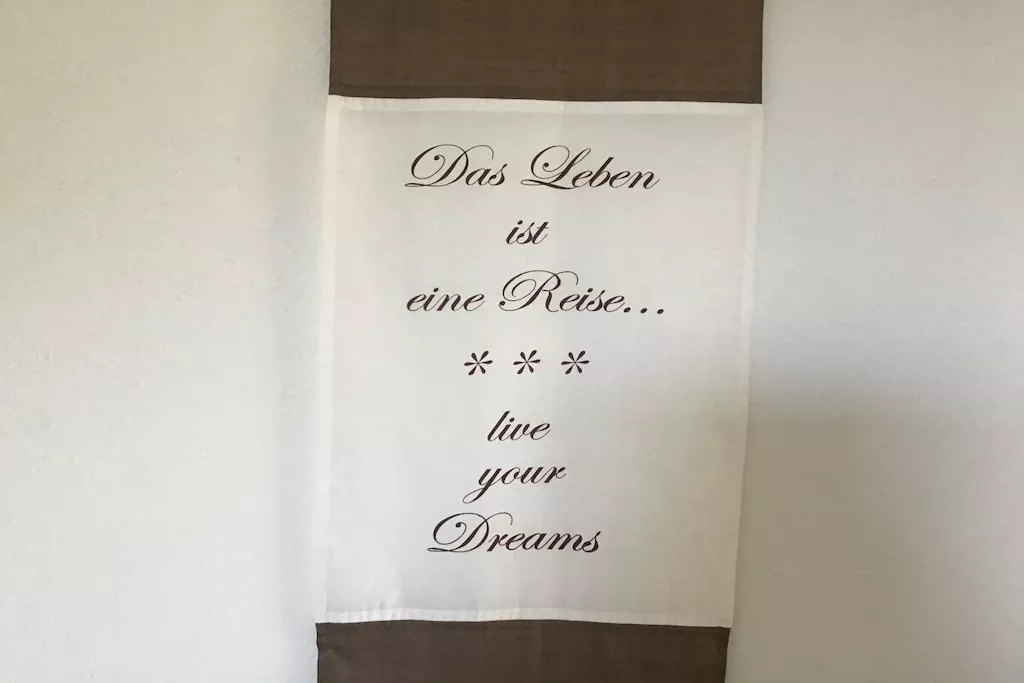 Das Leben
ist
eine Reise...
* * *
live
your
Dreams